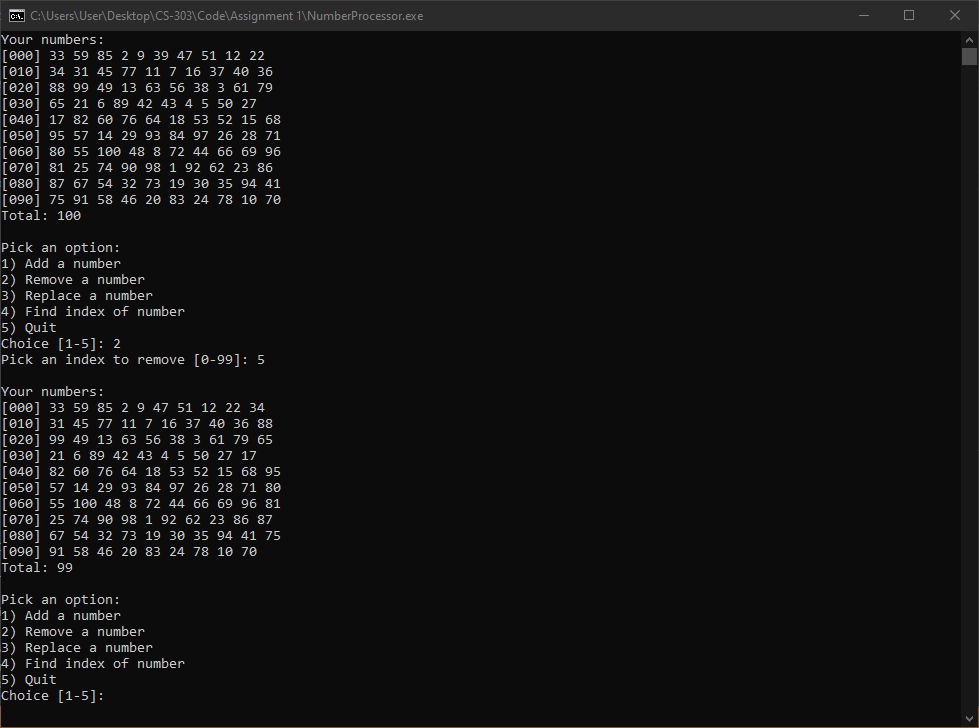 C:\Users\User\Desktop\CS-303\Code\Assignment 1\NumberProcessor.exe
Your numbers:
[000] 33 59 85 2 9 39 47 51 12 22
[010] 34 31 45 77 11 7 16 37 40 36
[020] 88 99 49 13 63 56 38 3 61 79
[030] 65 21 6 89 42 43 4 5 50 27
[040] 17 82 60 76 64 18 53 52 15 68
[050] 95 57 14 29 93 84 97 26 28 71
[060] 80 55 100 48 8 72 44 66 69 96
[070] 81 25 74 90 98 1 92 62 23 86
[080] 87 67 54 32 73 19 30 35 94 41
[090] 75 91 58 46 20 83 24 78 10 70
Total: 100
Pick an option:
1) Add a number
2) Remove a number
3) Replace a number
4) Find index of number
5) Quit
Choice [1-5]: 2
Pick an index to remove [0-99]: 5
Your numbers:
[000] 33 59 85 2 9 47 51 12 22 34
[010] 31 45 77 11 7 16 37 40 36 88
[020] 99 49 13 63 56 38 3 61 79 65
[030] 21 6 89 42 43 4 5 50 27 17
[040] 82 60 76 64 18 53 52 15 68 95
[050] 57 14 29 93 84 97 26 28 71 80
[060] 55 100 48 8 72 44 66 69 96 81
[070] 25 74 90 98 1 92 62 23 86 87
[080] 67 54 32 73 19 30 35 94 41 75
[090] 91 58 46 20 83 24 78 10 70
Total: 99
Pick an option:
1) Add a number
2) Remove a number
3) Replace a number
4) Find index of number
5) Quit
Choice [1-5]: